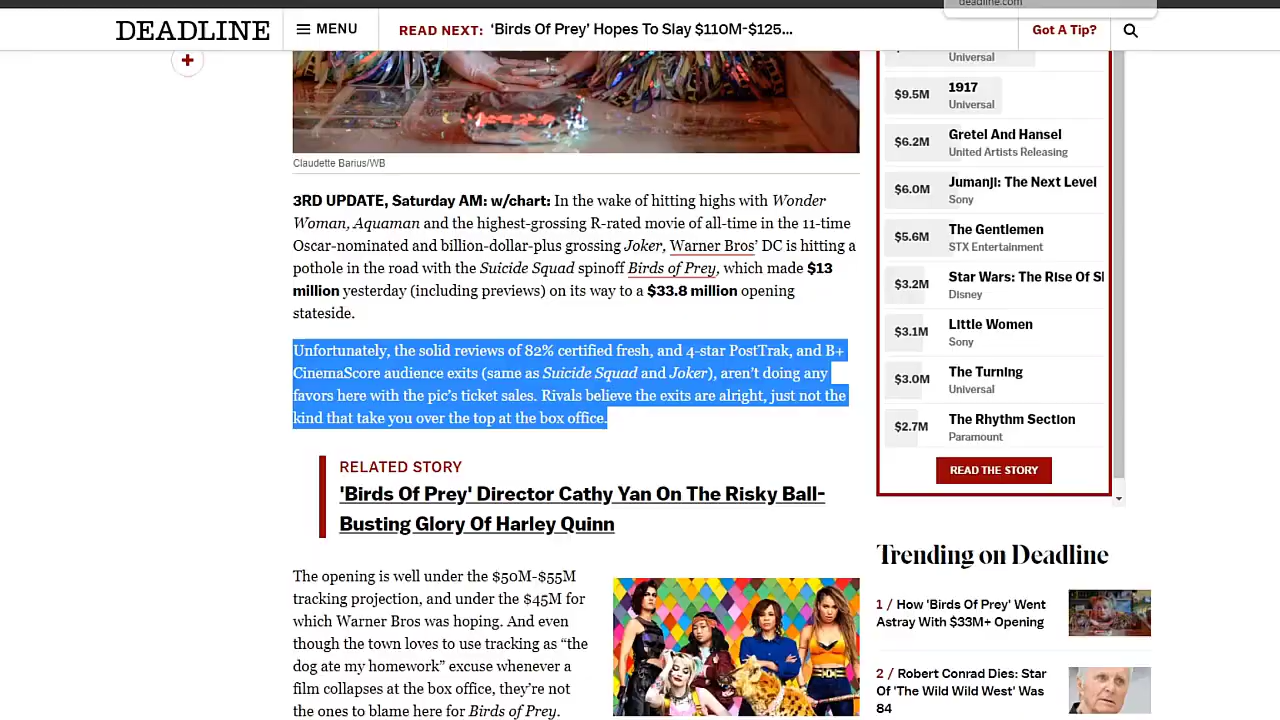 deadline.com
DEADLINE
MENU
READ NEXT: ‘Birds Of Prey’ Hopes To Slay $110M-$125...
Got A Tip?
Claudette Barius/WB
3RD UPDATE, Saturday AM: w/chart: In the wake of hitting highs with Wonder
Woman, Aquaman and the highest-grossing R-rated movie of all-time in the 11-time
Oscar-nominated and billion-dollar-plus grossing Joker, Warner Bros’ DC is hitting a
pothole in the road with the Suicide Squad spinoff Birds of Prey, which made $13
million yesterday (including previews) on its way to a $33.8 million opening
stateside.
Unfortunately, the solid reviews of 82% certified fresh, and 4-star PostTrak, and B+
CinemaScore audience exits (same as Suicide Squad and Joker), aren’t doing any
favors here with the pic’s ticket sales. Rivals believe the exits are alright, just not the
kind that take you over the top at the box office.
RELATED STORY
'Birds Of Prey' Director Cathy Yan On The Risky Ball-
Busting Glory Of Harley Quinn
The opening is well under the $50M-$55M
tracking projection, and under the $45M for
which Warner Bros was hoping. And even
though the town loves to use tracking as “the
dog ate my homework” excuse whenever a
film collapses at the box office, they’re not
the ones to blame here for Birds of Prey.
Universal
$9.5M
1917
Universal
$6.2M
Gretel And Hansel
United Artists Releasing
$6.0M
Jumanji: The Next Level
Sony
$5.6M
The Gentlemen
STX Entertainment
$3.2M
Star Wars: The Rise Of
Disney
$3.1M
Little Women
Sony
$3.0M
The Turning
Universal
$2.7M
The Rhythm Section
Paramount
READ THE STORY
Trending on Deadline
1 / How 'Birds Of Prey' Went
Astray With $33M+ Opening
2 / Robert Conrad Dies: Star
Of 'The Wild Wild West' Was
84